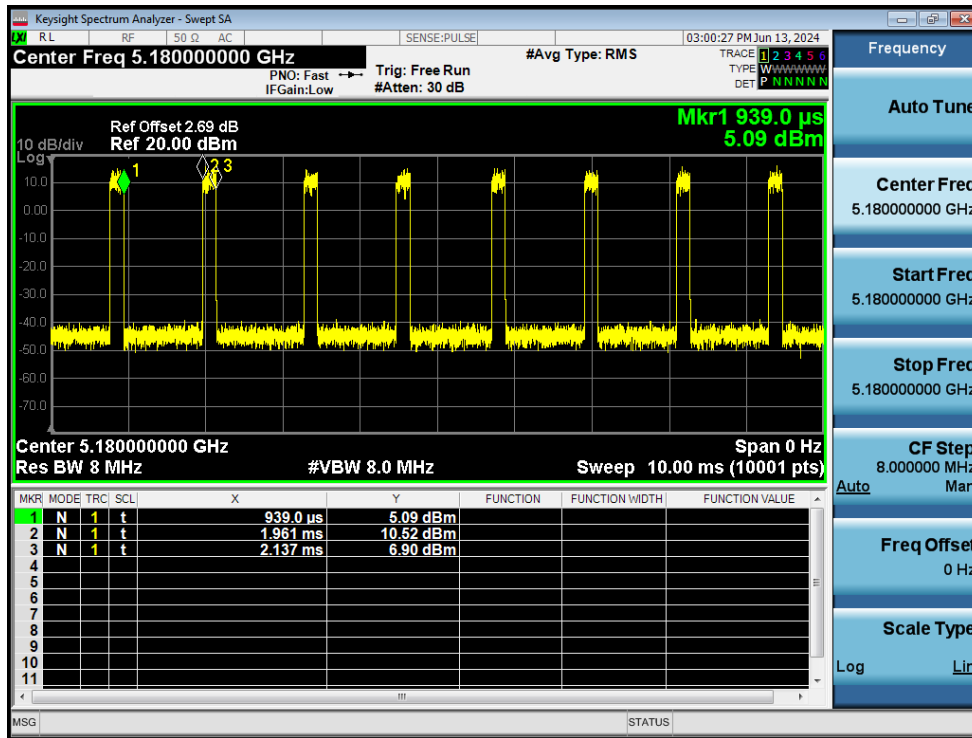 Keysight Spectrum Analyzer - Swept SA
LXI RL RF 50 Ω AC SENSE:PULSE 03:00:27 PM Jun 13, 2024
Center Freq 5.180000000 GHz #Avg Type: RMS TRACE 1 2 3 4 5 6
PNO: Fast Trig: Free Run TYPE WWWWWW
IFGain:Low #Atten: 30 dB DET P N N N N N
Mkr1 939.0 µs
5.09 dBm
Ref Offset 2.69 dB
10 dB/div Ref 20.00 dBm
Log
1 2 3
10.0
0.00
-10.0
-20.0
-30.0
-40.0
-50.0
-60.0
-70.0
Center 5.180000000 GHz Span 0 Hz
Res BW 8 MHz #VBW 8.0 MHz Sweep 10.00 ms (10001 pts)
MKR MODE TRC SCL X Y FUNCTION FUNCTION WIDTH FUNCTION VALUE
1 N 1 t 939.0 µs 5.09 dBm
2 N 1 t 1.961 ms 10.52 dBm
3 N 1 t 2.137 ms 6.90 dBm
4
5
6
7
8
9
10
11
MSG STATUS
Frequency
Auto Tune
Center Freq
5.180000000 GHz
Start Freq
5.180000000 GHz
Stop Freq
5.180000000 GHz
CF Step
8.000000 MHz
Auto Man
Freq Offset
0 Hz
Scale Type
Log Lin